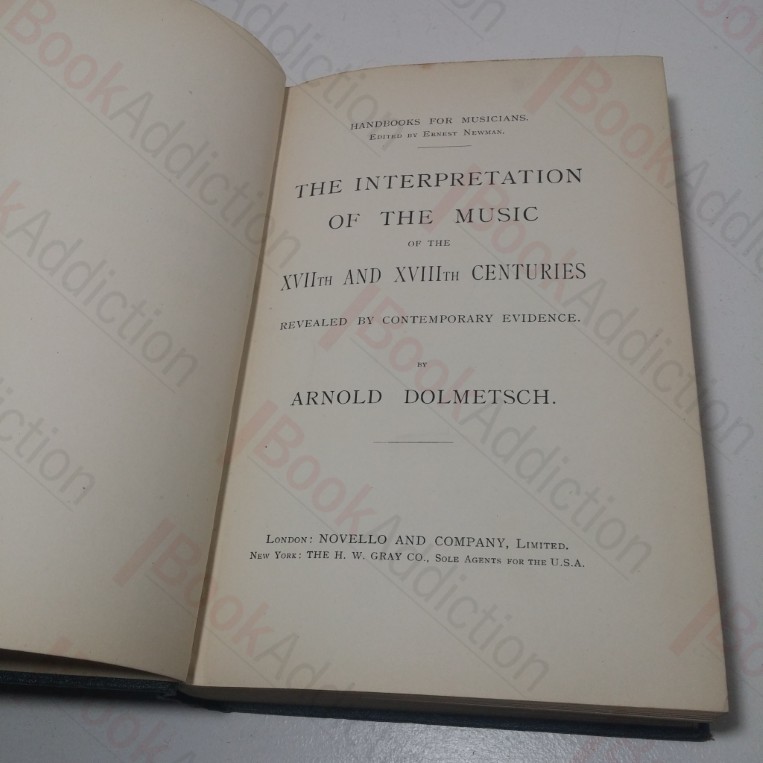 HANDBOOKS FOR MUSICIANS.
EDITED BY ERNEST NEWMAN.
THE INTERPRETATION
OF THE MUSIC
OF THE
XVIITH AND XVIIITH CENTURIES
REVEALED BY CONTEMPORARY EVIDENCE.
BY
ARNOLD DOLMETSCH.
LONDON: NOVELLO AND COMPANY, LIMITED.
NEW YORK: THE H. W. GRAY CO., SOLE AGENTS FOR THE U.S.A.
BookAddiction